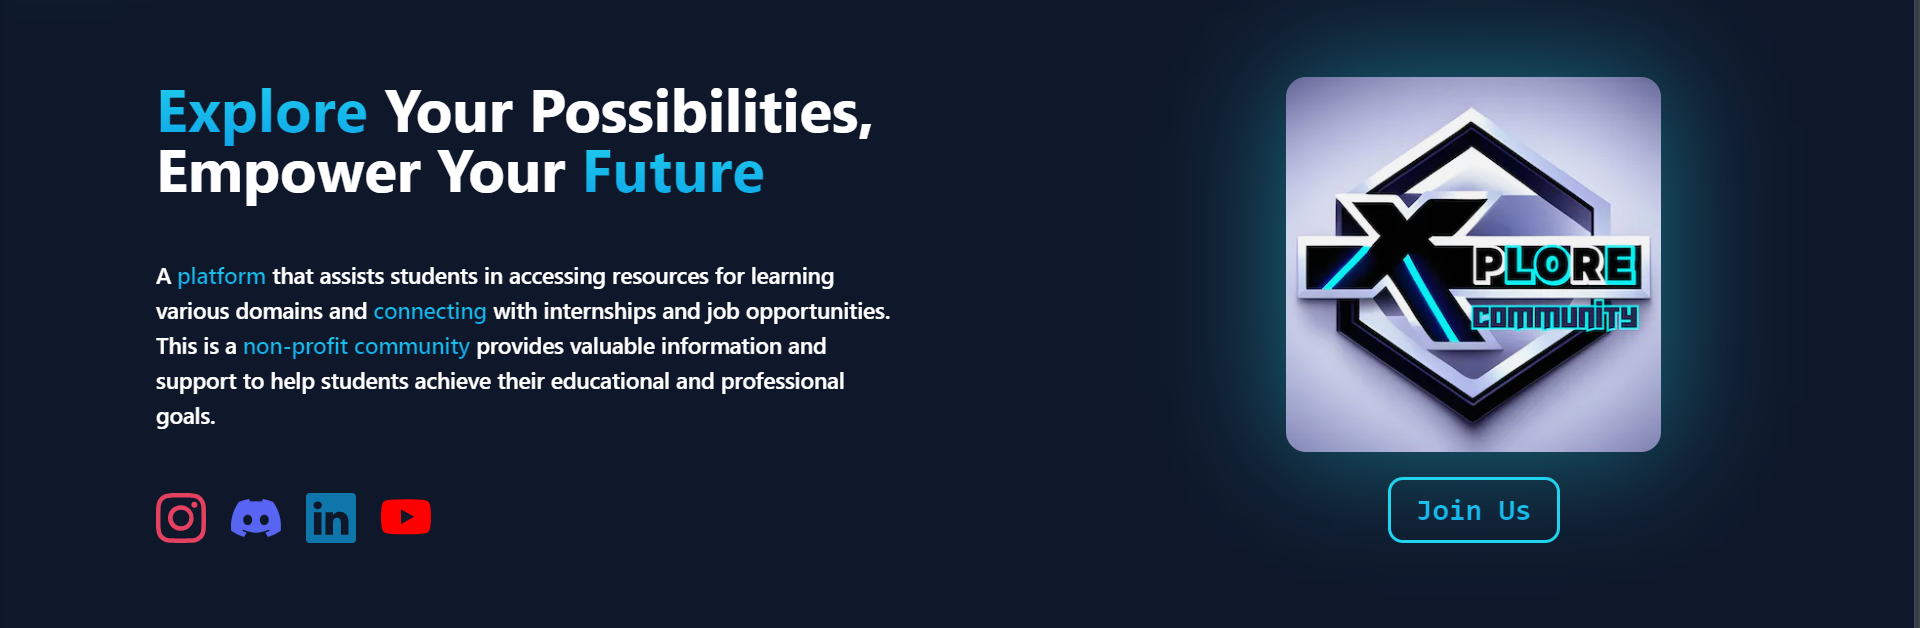 Explore Your Possibilities,
Empower Your Future
A platform that assists students in accessing resources for learning
various domains and connecting with internships and job opportunities.
This is a non-profit community provides valuable information and
support to help students achieve their educational and professional
goals.
in
XPLORE
COMMUNITY
Join Us